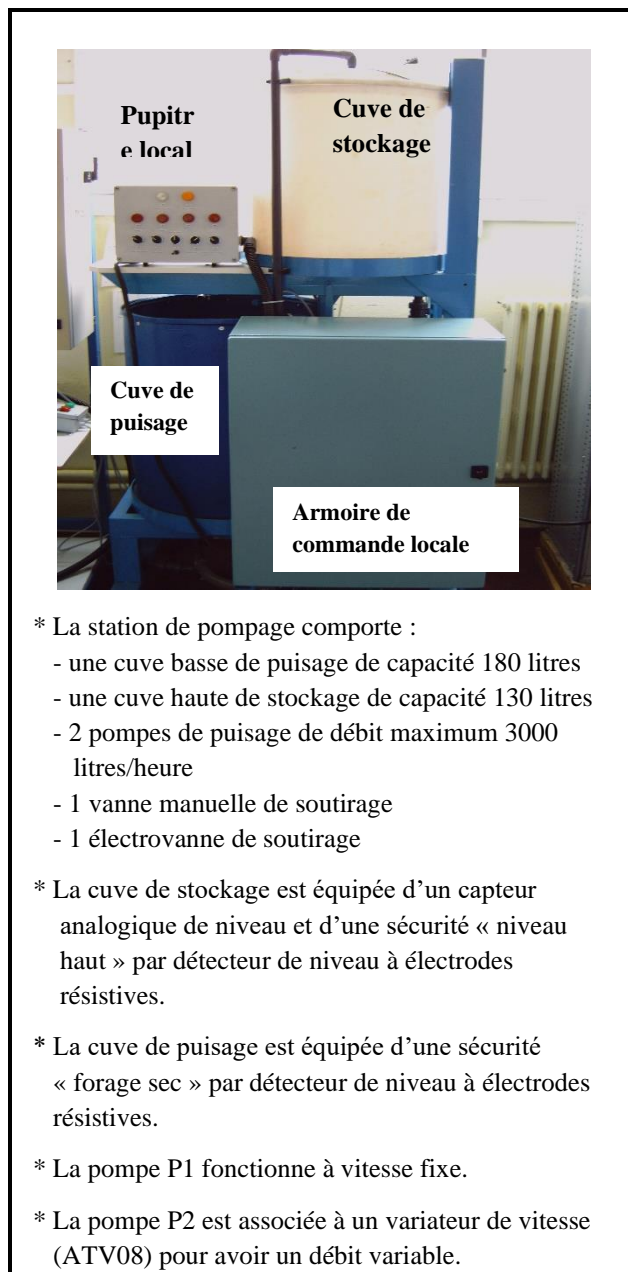 Pupitr
e local
Cuve de
stockage
Cuve de
puisage
Armoire de
commande locale
* La station de pompage comporte :
- une cuve basse de puisage de capacité 180 litres
- une cuve haute de stockage de capacité 130 litres
- 2 pompes de puisage de débit maximum 3000
litres/heure
- 1 vanne manuelle de soutirage
- 1 électrovanne de soutirage
* La cuve de stockage est équipée d’un capteur
analogique de niveau et d’une sécurité « niveau
haut » par détecteur de niveau à électrodes
résistives.
* La cuve de puisage est équipée d’une sécurité
« forage sec » par détecteur de niveau à électrodes
résistives.
* La pompe P1 fonctionne à vitesse fixe.
* La pompe P2 est associée à un variateur de vitesse
(ATV08) pour avoir un débit variable.